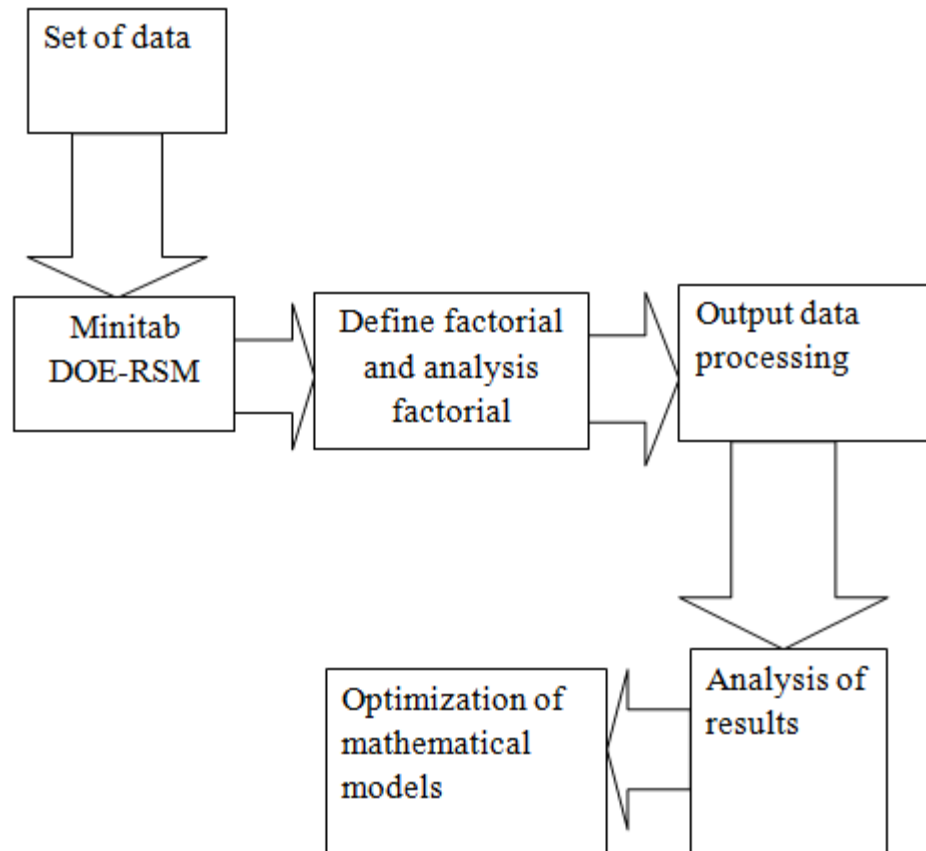 Set of data
Minitab
DOE-RSM
Define factorial
and analysis
factorial
Output data
processing
Analysis of
results
Optimization of
mathematical
models